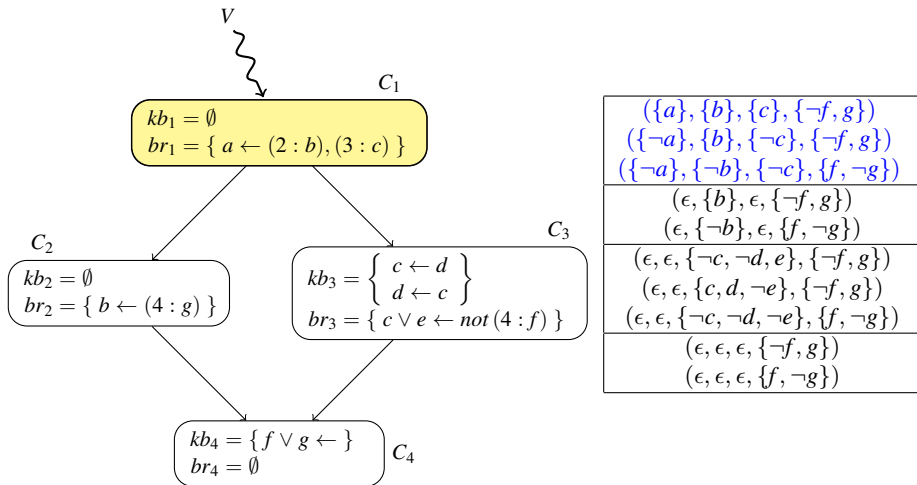 V
C₁
kb₁ = ∅
br₁ = { a ← (2 : b), (3 : c) }
C₂
kb₂ = ∅
br₂ = { b ← (4 : g) }
C₃
kb₃ = { c ← d
d ← c }
br₃ = { c ∨ e ← not (4 : f) }
kb₄ = { f ∨ g ← }
br₄ = ∅
C₄
({a}, {b}, {c}, {¬f, g})
({¬a}, {b}, {¬c}, {¬f, g})
({¬a}, {¬b}, {¬c}, {f, ¬g})
(ϵ, {b}, ϵ, {¬f, g})
(ϵ, {¬b}, ϵ, {f, ¬g})
(ϵ, ϵ, {¬c, ¬d, e}, {¬f, g})
(ϵ, ϵ, {c, d, ¬e}, {¬f, g})
(ϵ, ϵ, {¬c, ¬d, ¬e}, {f, ¬g})
(ϵ, ϵ, ϵ, {¬f, g})
(ϵ, ϵ, ϵ, {f, ¬g})